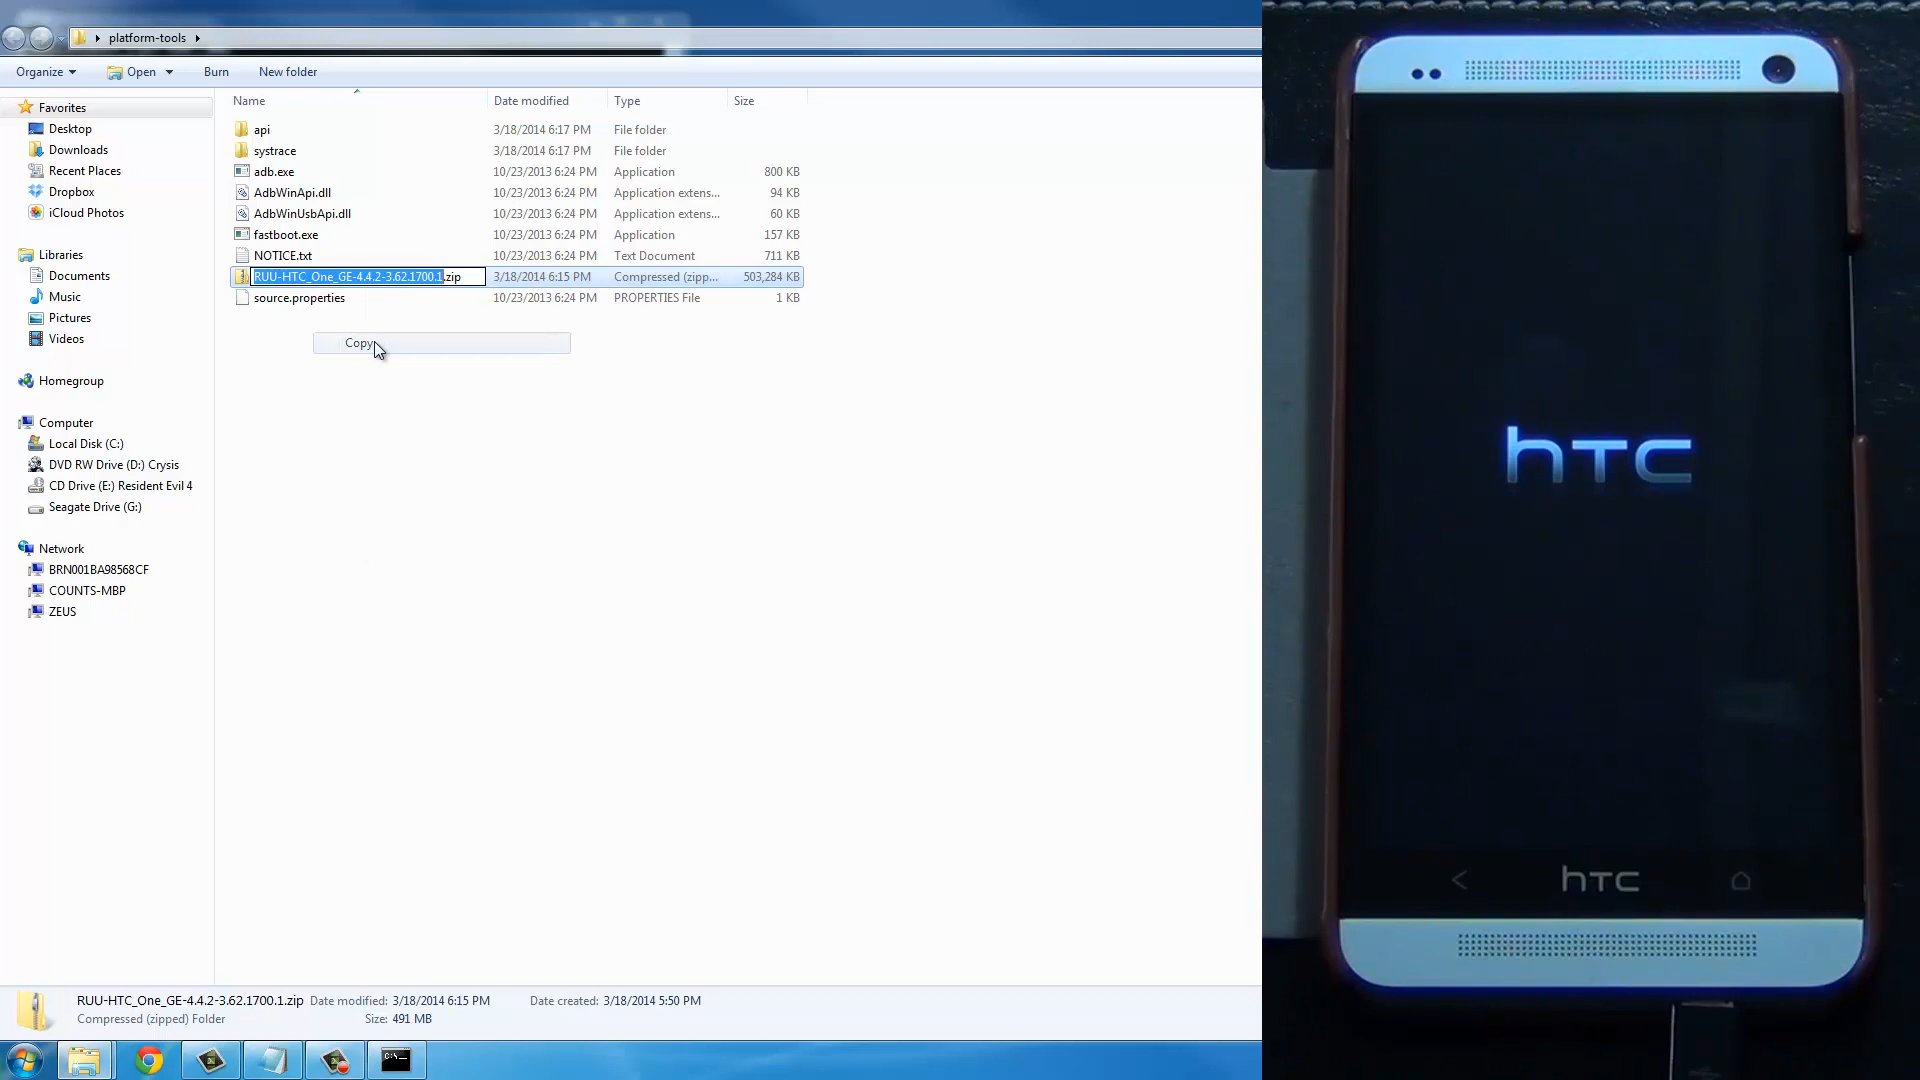 platform-tools
Organize Open Burn New folder
Name Date modified Type Size
Favorites
Desktop
Downloads
Recent Places
Dropbox
iCloud Photos
Libraries
Documents
Music
Pictures
Videos
Homegroup
Computer
Local Disk (C:)
DVD RW Drive (D:) Crysis
CD Drive (E:) Resident Evil 4
Seagate Drive (G:)
Network
BRN001BA98568CF
COUNTS-MBP
ZEUS
api 3/18/2014 6:17 PM File folder
systrace 3/18/2014 6:17 PM File folder
adb.exe 10/23/2013 6:24 PM Application 800 KB
AdbWinApi.dll 10/23/2013 6:24 PM Application extens... 94 KB
AdbWinUsbApi.dll 10/23/2013 6:24 PM Application extens... 60 KB
fastboot.exe 10/23/2013 6:24 PM Application 157 KB
NOTICE.txt 10/23/2013 6:24 PM Text Document 711 KB
RUU-HTC_One_GE-4.4.2-3.62.1700.1.zip 3/18/2014 6:15 PM Compressed (zipp... 503,284 KB
source.properties 10/23/2013 6:24 PM PROPERTIES File 1 KB
Copy
RUU-HTC_One_GE-4.4.2-3.62.1700.1.zip Date modified: 3/18/2014 6:15 PM Date created: 3/18/2014 5:50 PM
Compressed (zipped) Folder Size: 491 MB
C:\_
hTC
hTC